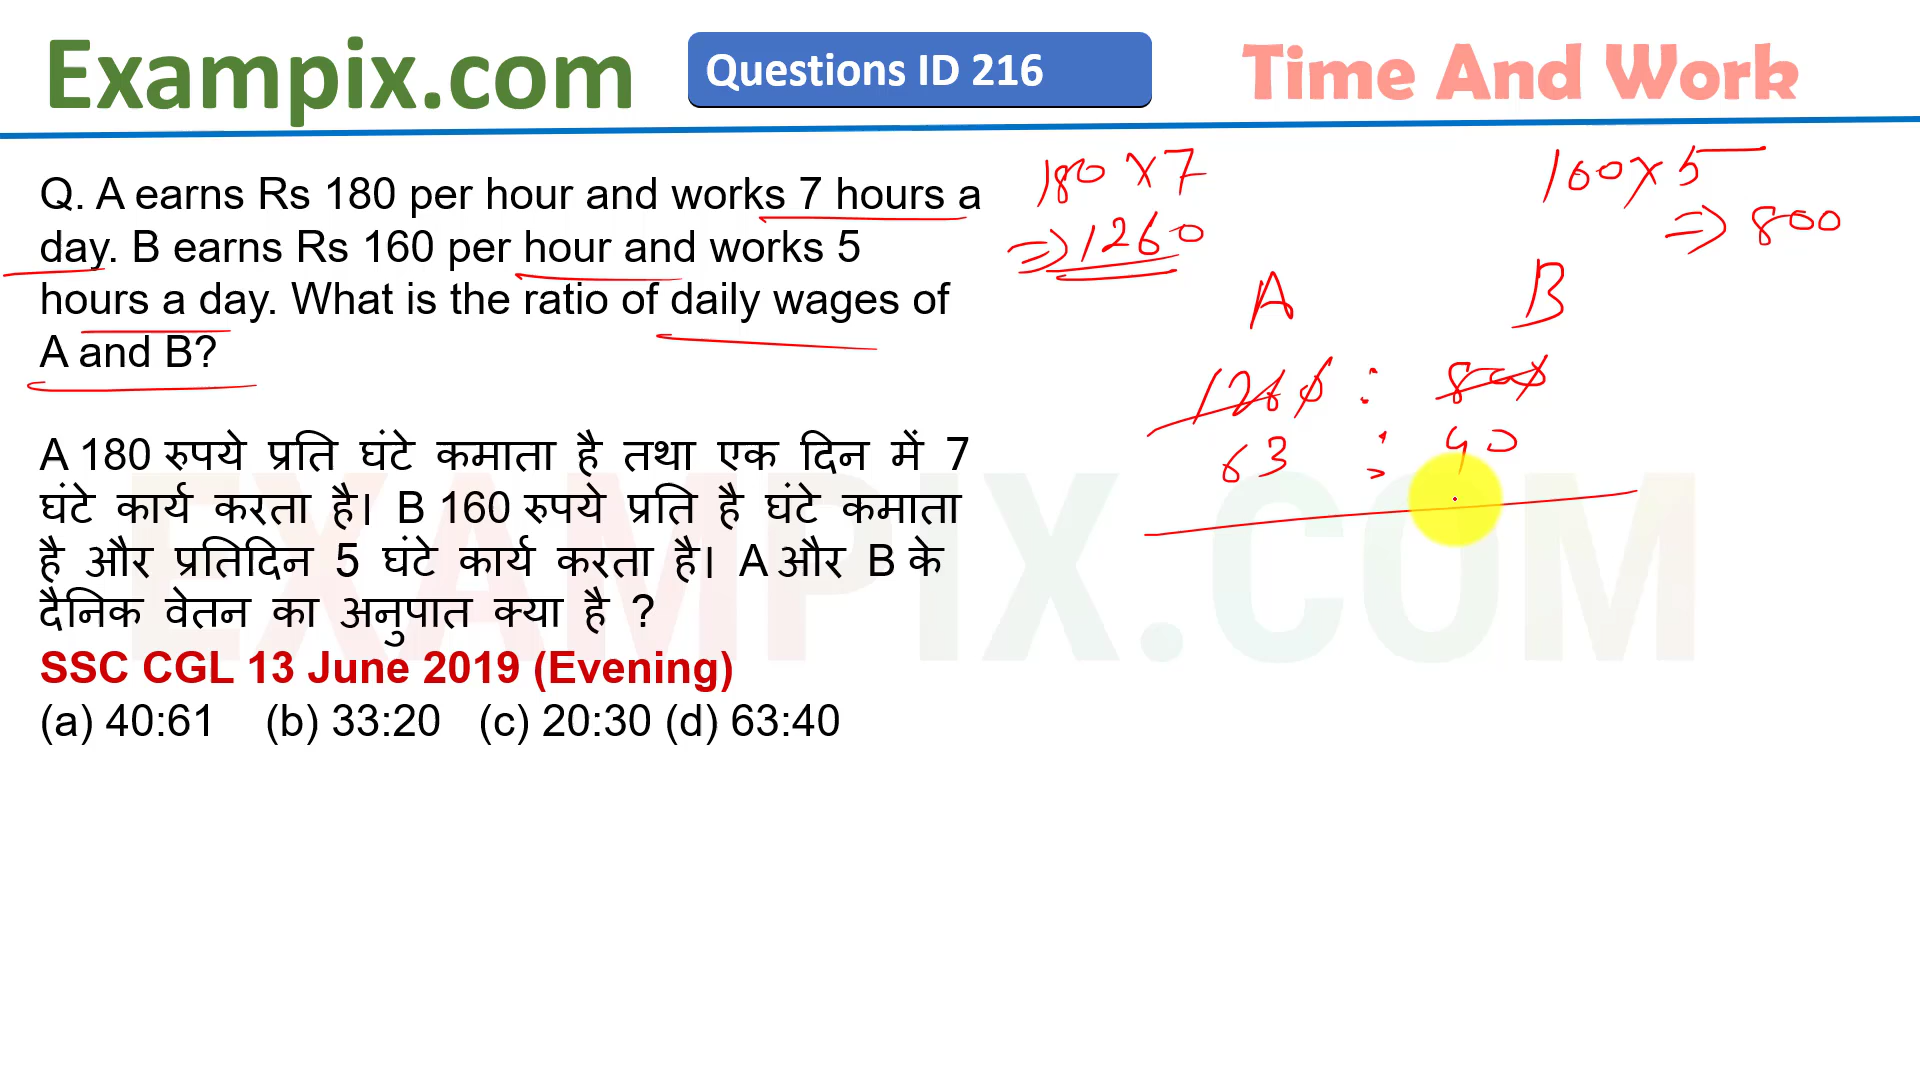 Exampix.com
Questions ID 216
Time And Work
Q. A earns Rs 180 per hour and works 7 hours a
day. B earns Rs 160 per hour and works 5
hours a day. What is the ratio of daily wages of
A and B?
A 180 रुपये प्रति घंटे कमाता है तथा एक दिन में 7
घंटे कार्य करता है। B 160 रुपये प्रति है घंटे कमाता
है और प्रतिदिन 5 घंटे कार्य करता है। A और B के
दैनिक वेतन का अनुपात क्या है ?
SSC CGL 13 June 2019 (Evening)
(a) 40:61 (b) 33:20 (c) 20:30 (d) 63:40
180 × 7
⇒ 1260
160 × 5
⇒ 800
A B
1260 : 800
63 : 40
EXAMPIX.COM